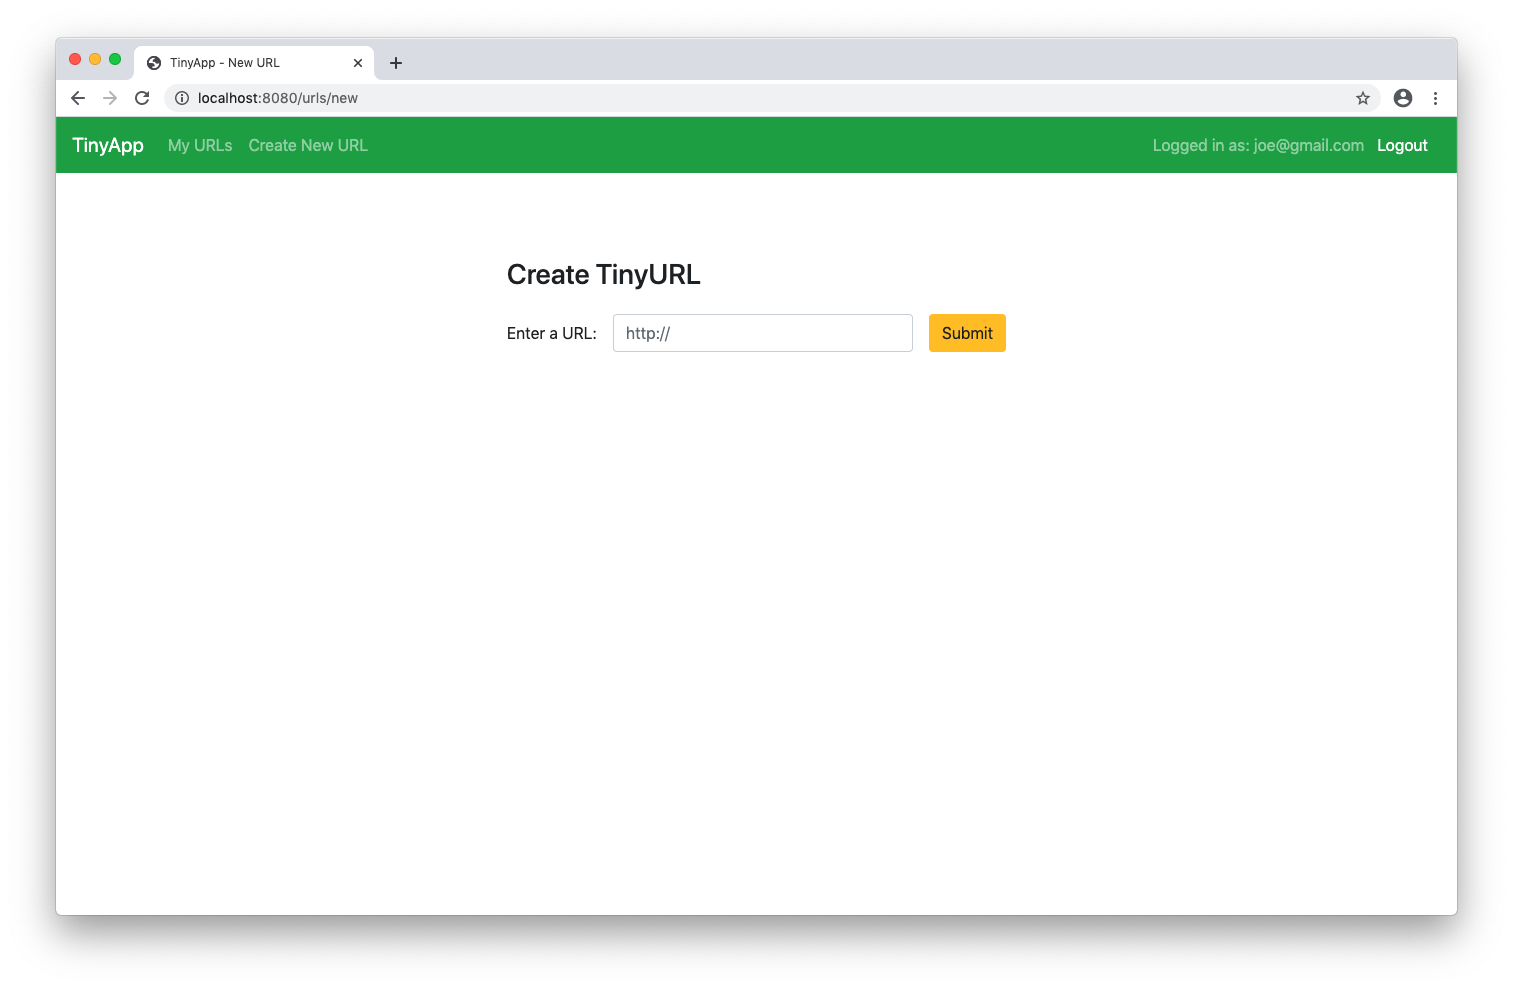 TinyApp - New URL
localhost:8080/urls/new
TinyApp My URLs Create New URL Logged in as: joe@gmail.com Logout
Create TinyURL
Enter a URL: http:// Submit